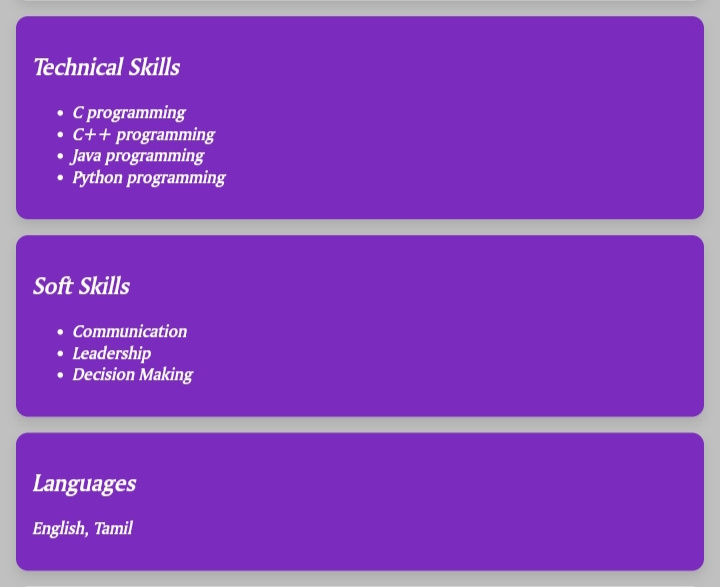 Technical Skills
• C programming
• C++ programming
• Java programming
• Python programming
Soft Skills
• Communication
• Leadership
• Decision Making
Languages
English, Tamil